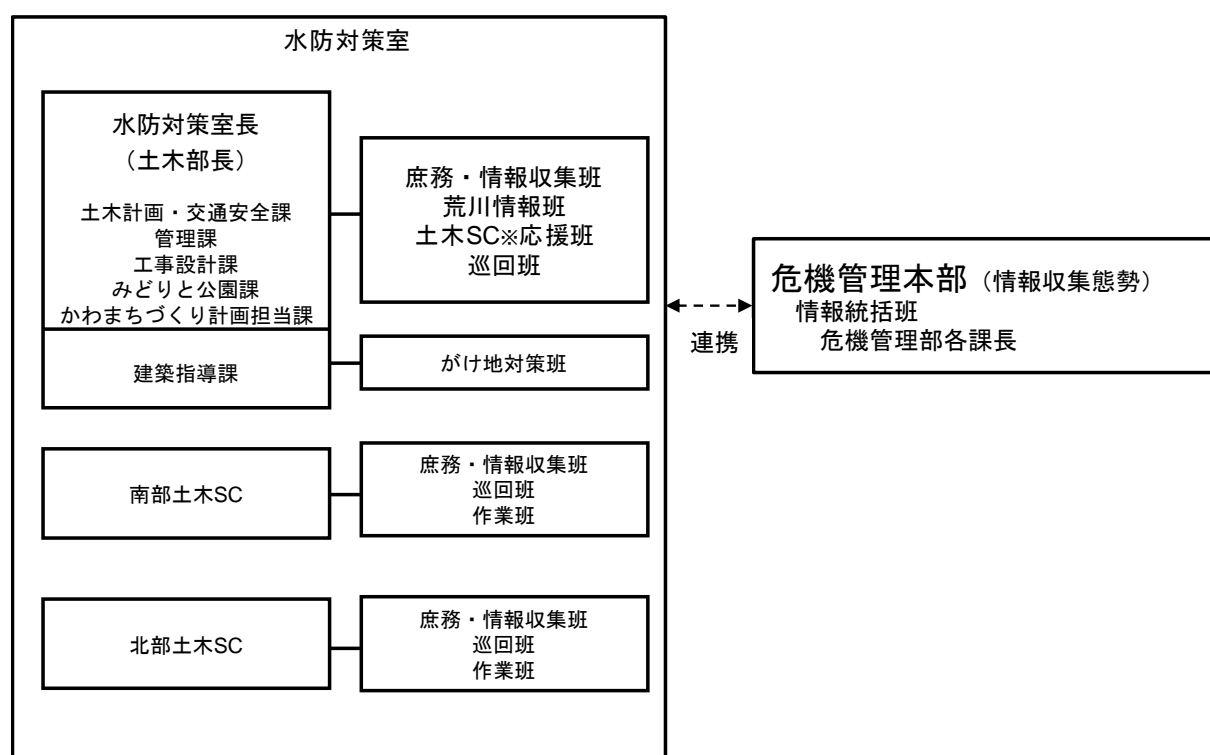 水防対策室
水防対策室長
（土木部長）
土木計画・交通安全課
管理課
工事設計課
みどりと公園課
かわまちづくり計画担当課
庶務・情報収集班
荒川情報班
土木SC※応援班
巡回班
建築指導課
がけ地対策班
南部土木SC
庶務・情報収集班
巡回班
作業班
北部土木SC
庶務・情報収集班
巡回班
作業班
連携
危機管理本部（情報収集態勢）
情報統括班
危機管理部各課長